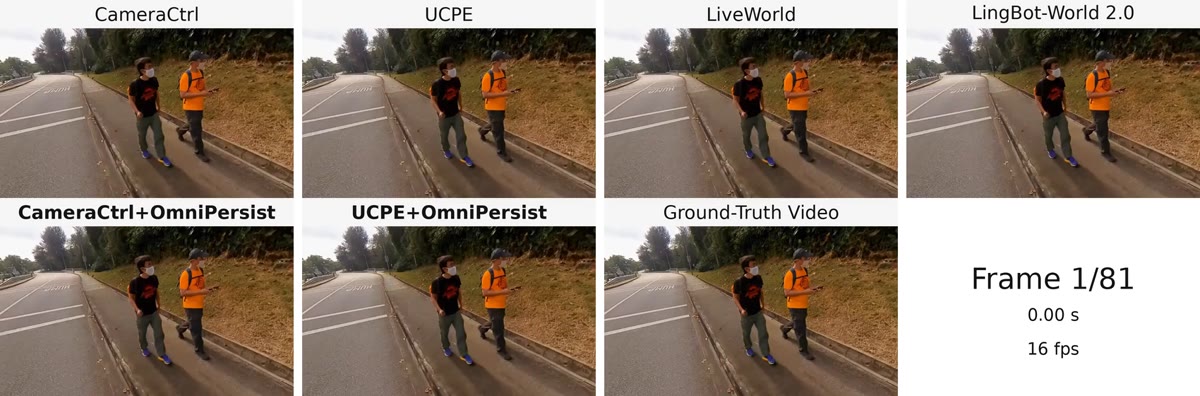 CameraCtrl
UCPE
LiveWorld
LingBot-World 2.0
CameraCtrl+OmniPersist
UCPE+OmniPersist
Ground-Truth Video
Frame 1/81
0.00 s
16 fps